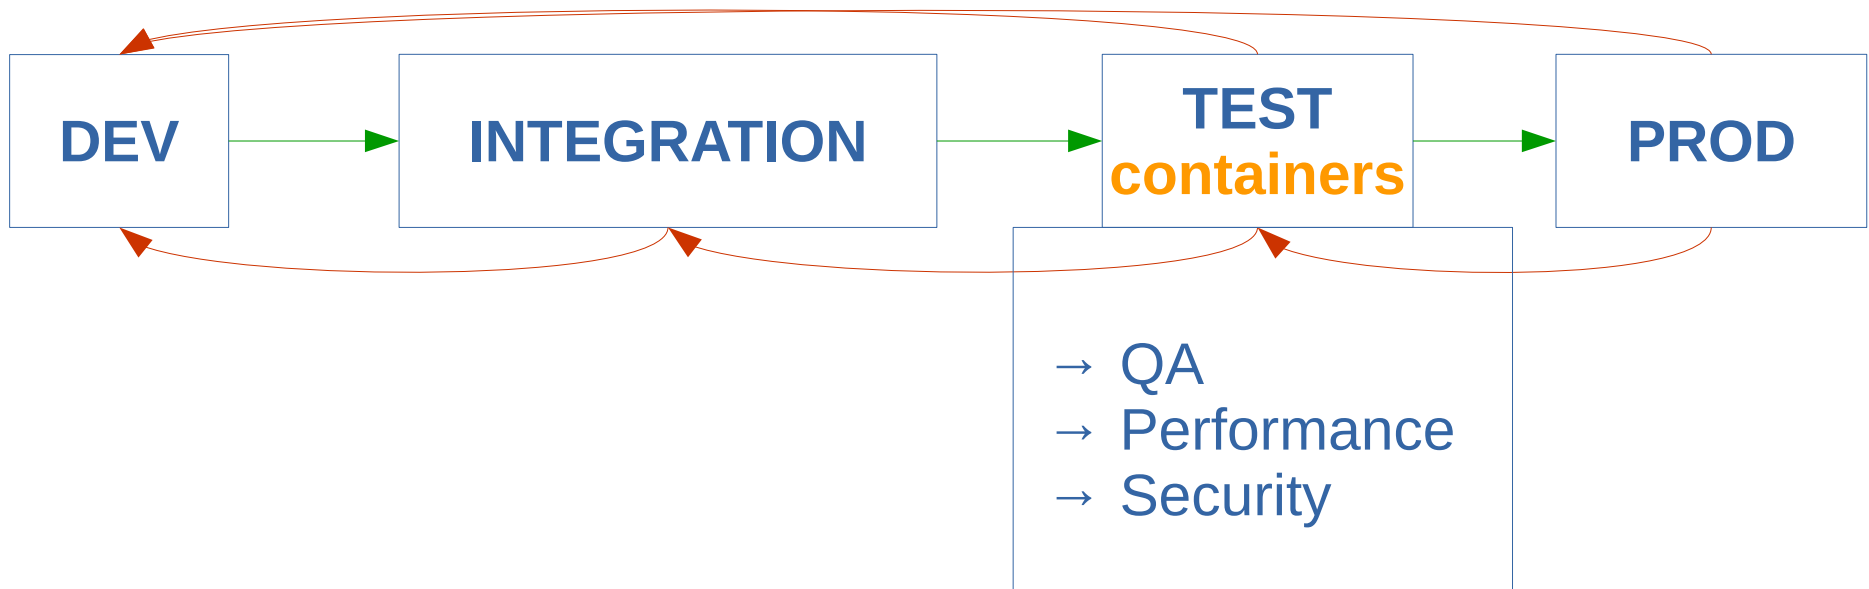 DEV
INTEGRATION
TEST
containers
PROD
→ QA
→ Performance
→ Security